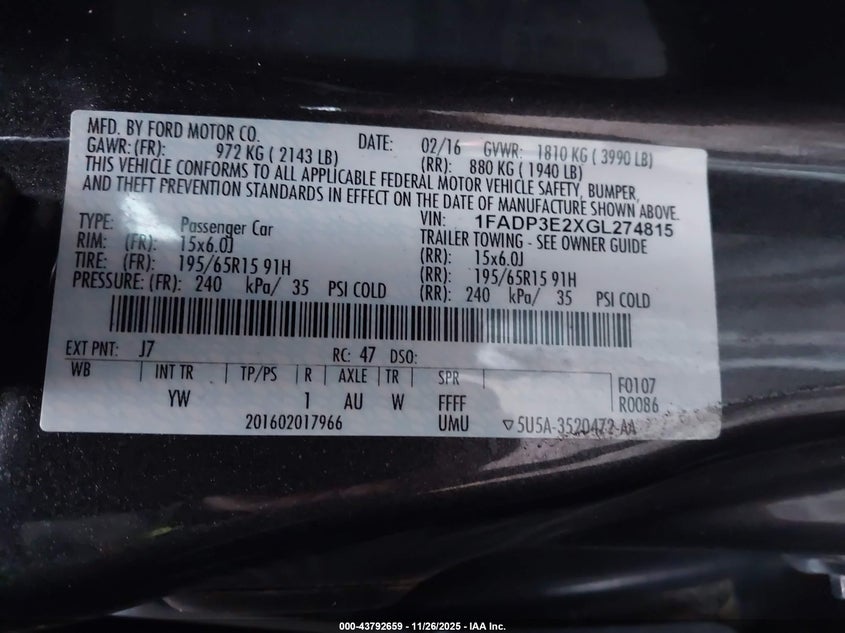 MFD. BY FORD MOTOR CO. DATE: 02/16 GVWR: 1810 KG ( 3990 LB)
GAWR: (FR): 972 KG ( 2143 LB) (RR): 880 KG ( 1940 LB)
THIS VEHICLE CONFORMS TO ALL APPLICABLE FEDERAL MOTOR VEHICLE SAFETY, BUMPER,
AND THEFT PREVENTION STANDARDS IN EFFECT ON THE DATE OF MANUFACTURE SHOWN ABOVE.
VIN: 1FADP3E2XGL274815
TYPE: Passenger Car TRAILER TOWING - SEE OWNER GUIDE
RIM: (FR): 15x6.0J (RR): 15x6.0J
TIRE: (FR): 195/65R15 91H (RR): 195/65R15 91H
PRESSURE: (FR): 240 kPa/ 35 PSI COLD (RR): 240 kPa/ 35 PSI COLD
EXT PNT: J7 RC: 47 DSO:
WB INT TR TP/PS R AXLE TR SPR F0107
YW 1 AU W FFFF R0086
201602017966 UMU ▽5U5A-3520472-AA
000-43792659 - 11/26/2025 - IAA Inc.